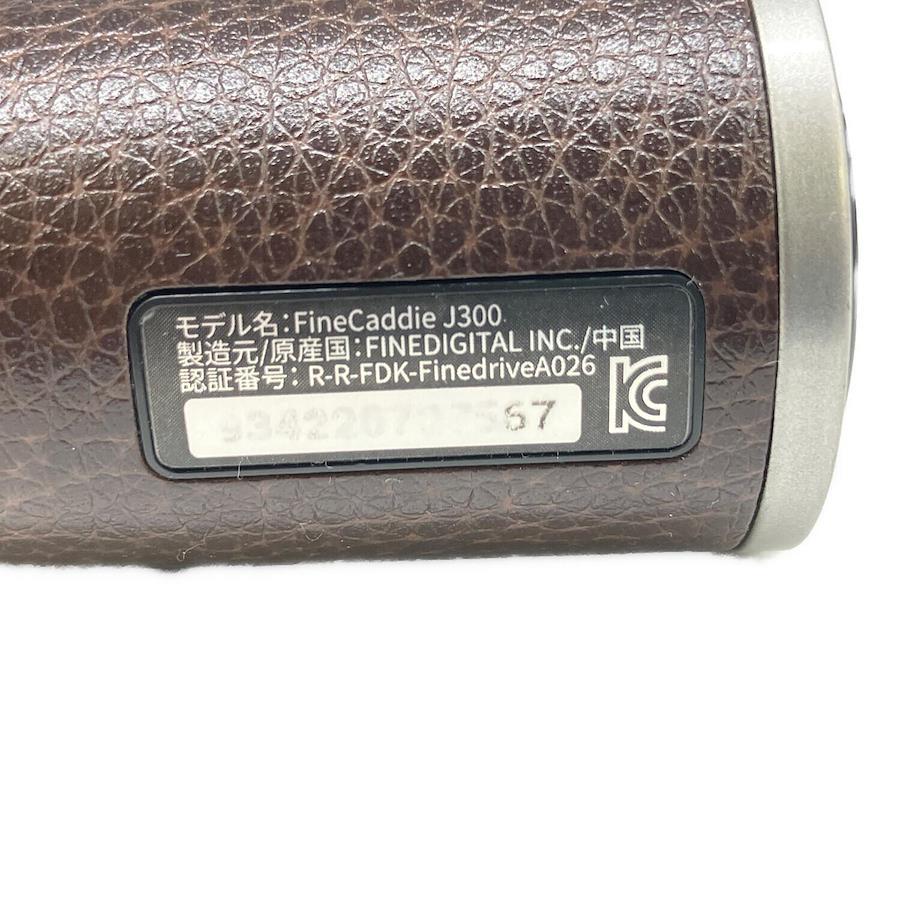 モデル名:FineCaddie J300
製造元/原産国:FINEDIGITAL INC./中国
認証番号: R-R-FDK-FinedriveA026